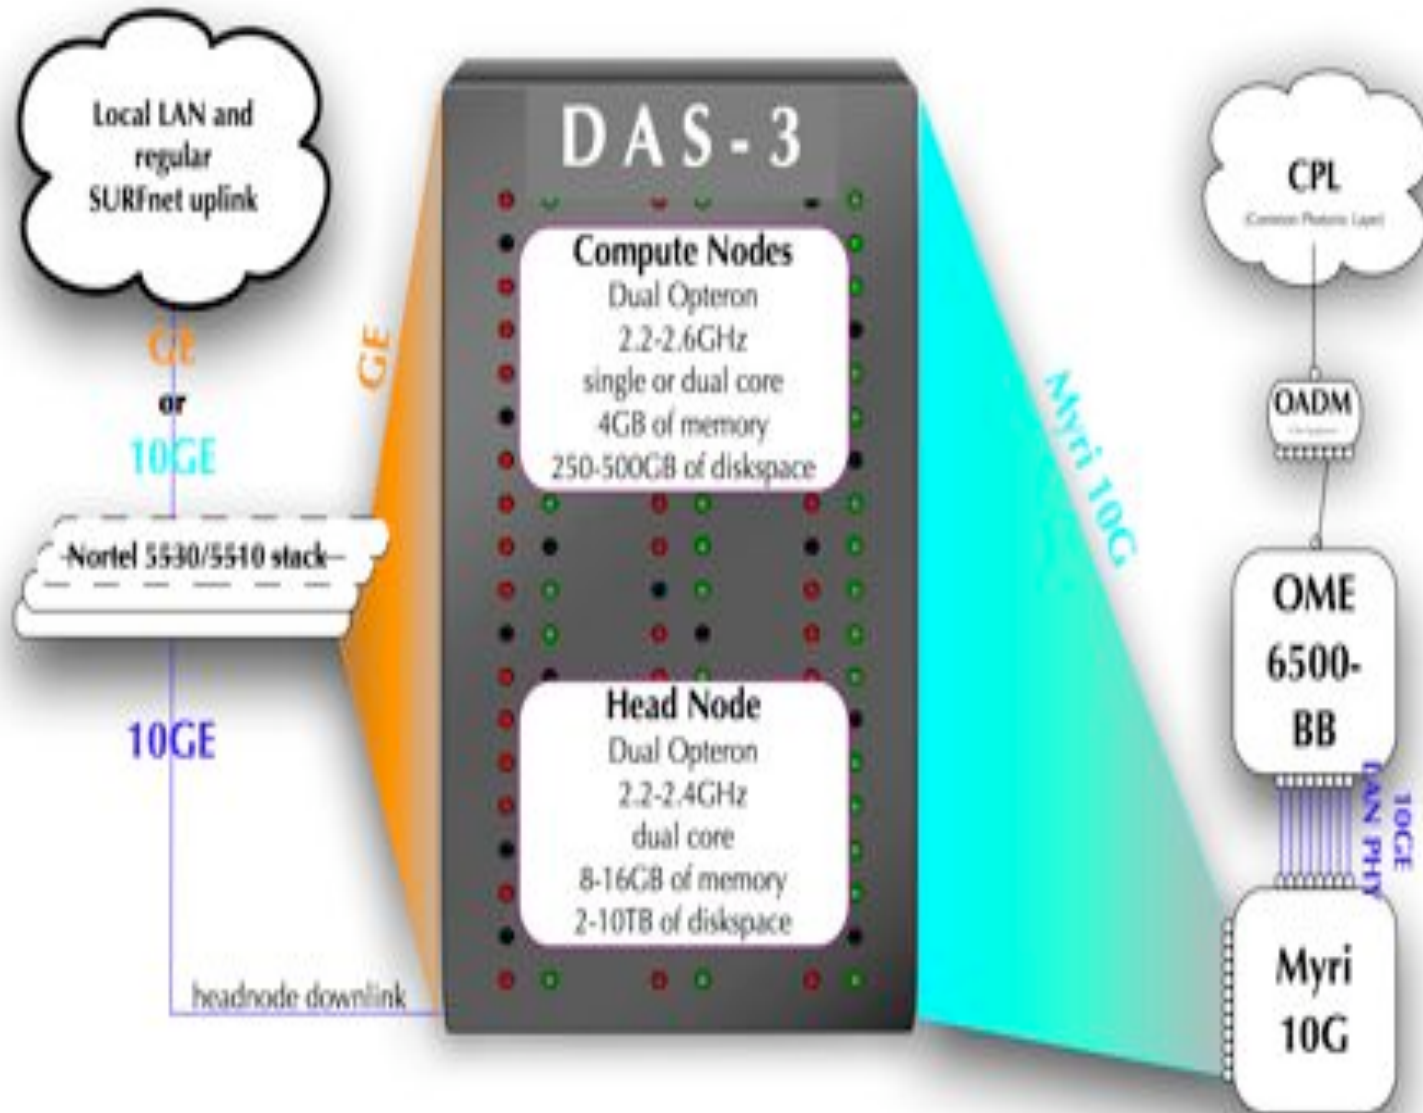 Local LAN and
regular
SURFnet uplink
GE
or
10GE
Nortel 5530/5510 stack
10GE
headnode downlink
GE
DAS-3
Compute Nodes
Dual Opteron
2.2-2.6GHz
single or dual core
4GB of memory
250-500GB of diskspace
Head Node
Dual Opteron
2.2-2.4GHz
dual core
8-16GB of memory
2-10TB of diskspace
Myri 10G
CPL
(Common Photonic Layer)
OADM
OME
6500-
BB
10GE
LAN PHY
Myri
10G